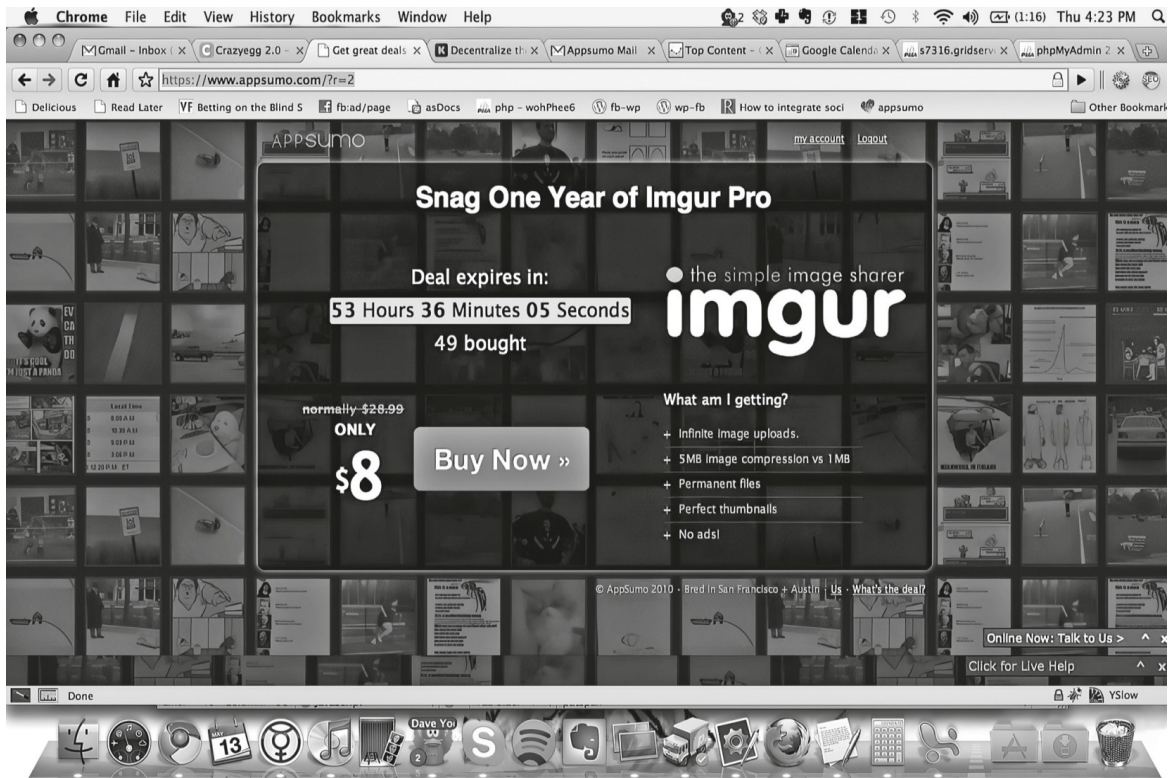 Chrome File Edit View History Bookmarks Window Help
2 (1:16) Thu 4:23 PM
Gmail – Inbox ( x Crazyegg 2.0 – x Get great deals x Decentralize th x Appsumo Mail x Top Content – x Google Calenda x s7316.gridserv x phpMyAdmin 2 x
https://www.appsumo.com/?r=2
SEO
Delicious Read Later VF Betting on the Blind S fb:ad/page asDocs php – wohPhee6 fb-wp wp-fb How to integrate soci appsumo Other Bookmark
APPSUMO
my account Logout
Snag One Year of Imgur Pro
Deal expires in:
53 Hours 36 Minutes 05 Seconds
49 bought
the simple image sharer
imgur
normally $28.99
ONLY
$8
Buy Now »
What am I getting?
+ Infinite image uploads.
+ 5MB image compression vs 1MB
+ Permanent files
+ Perfect thumbnails
+ No ads!
© AppSumo 2010 - Bred in San Francisco + Austin - Us - What's the deal?
Online Now: Talk to Us > ^ x
Click for Live Help ^ x
Done
YSlow
MAY
13
Dave Yo
2